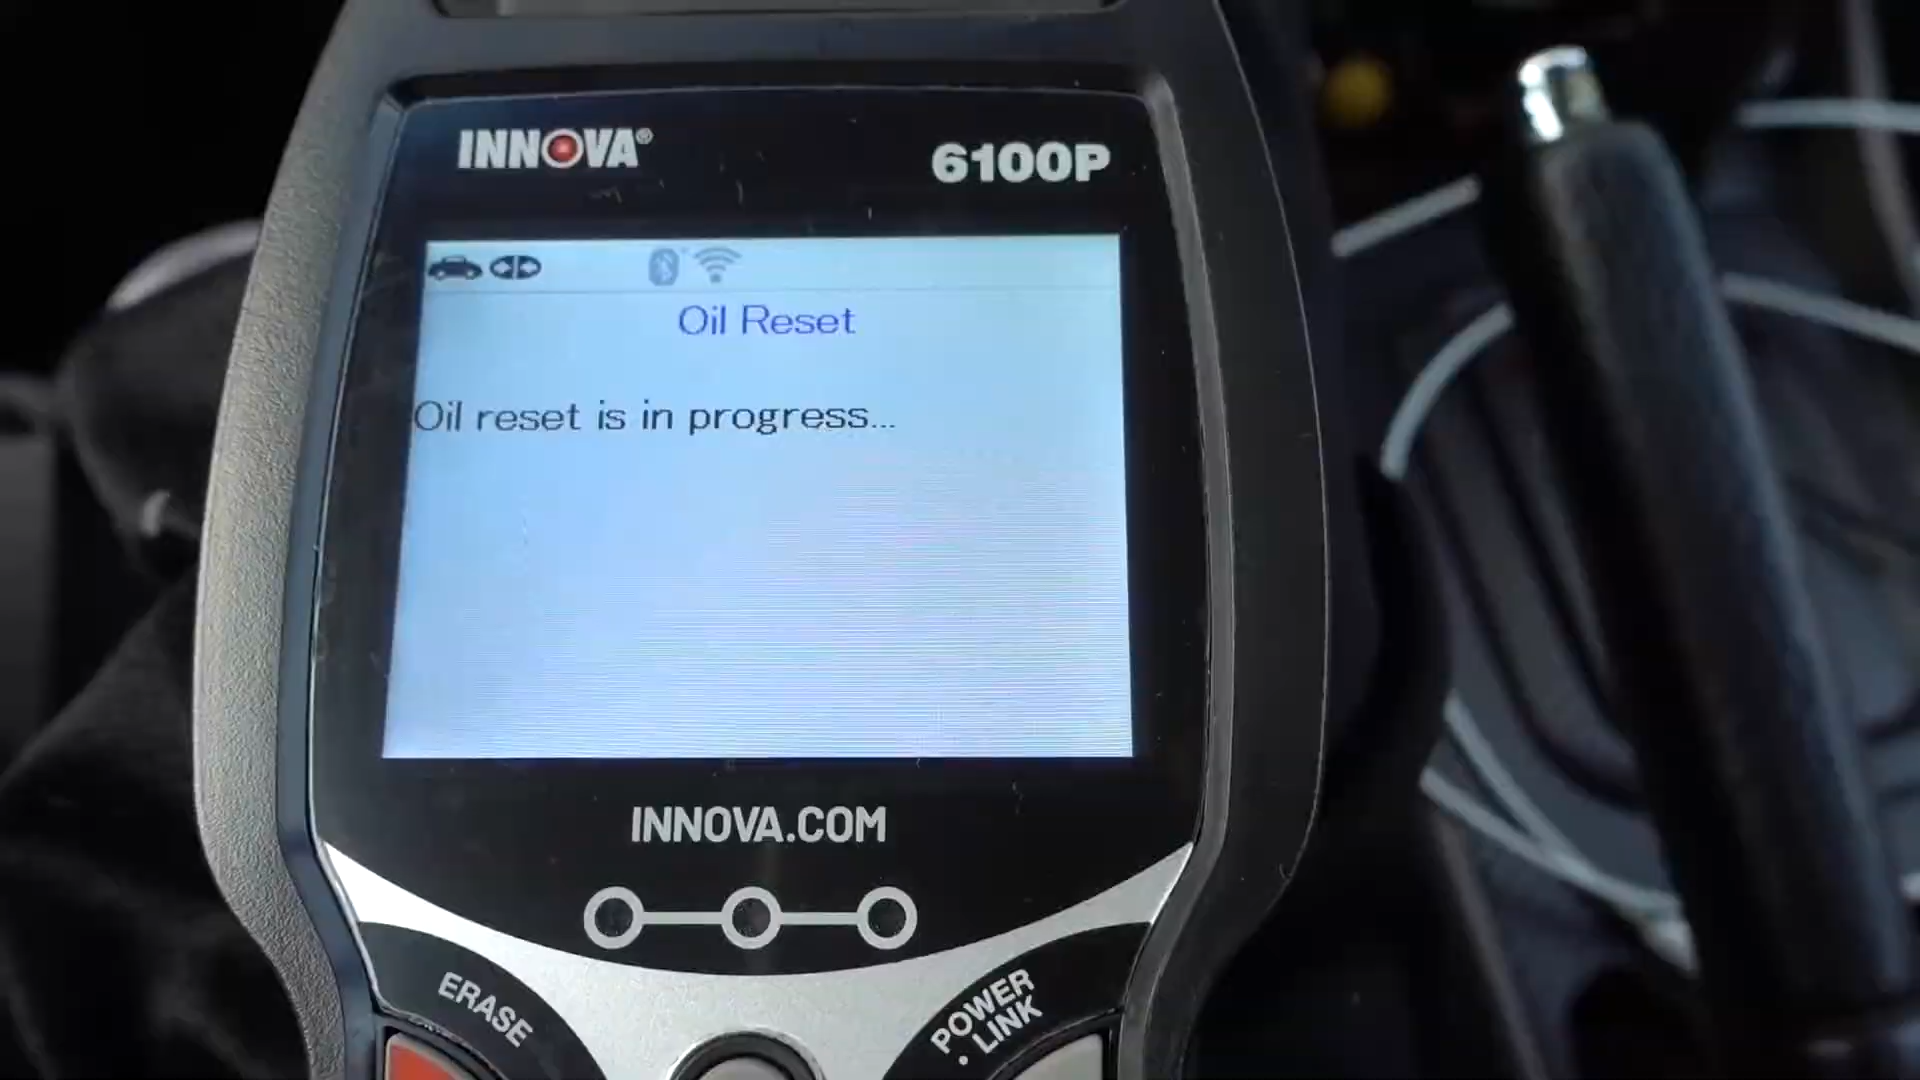 INNOVA®
6100P
Oil Reset
Oil reset is in progress...
INNOVA.COM
ERASE
POWER
• LINK